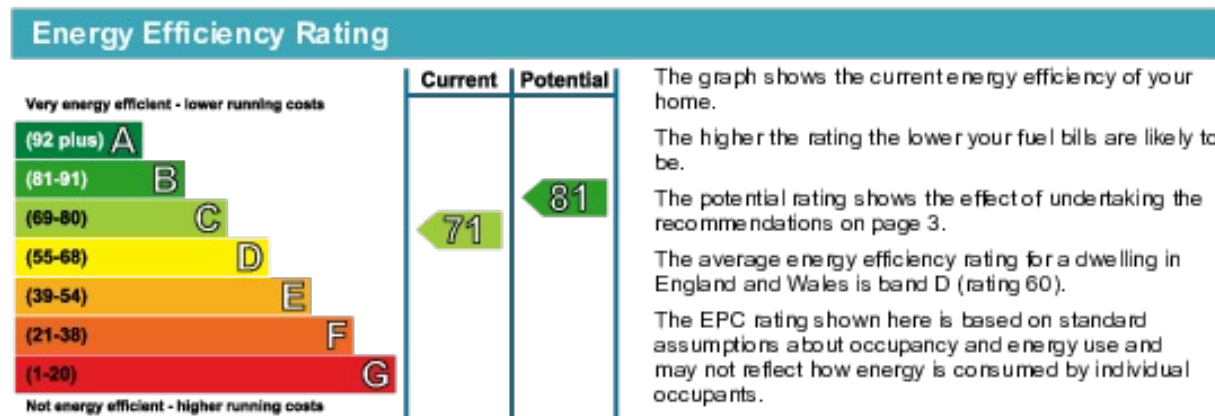 Energy Efficiency Rating
Current Potential
Very energy efficient - lower running costs
(92 plus) A
(81-91) B
(69-80) C
(55-68) D
(39-54) E
(21-38) F
(1-20) G
Not energy efficient - higher running costs
71
81
The graph shows the current energy efficiency of your
home.
The higher the rating the lower your fuel bills are likely to
be.
The potential rating shows the effect of undertaking the
recommendations on page 3.
The average energy efficiency rating for a dwelling in
England and Wales is band D (rating 60).
The EPC rating shown here is based on standard
assumptions about occupancy and energy use and
may not reflect how energy is consumed by individual
occupants.